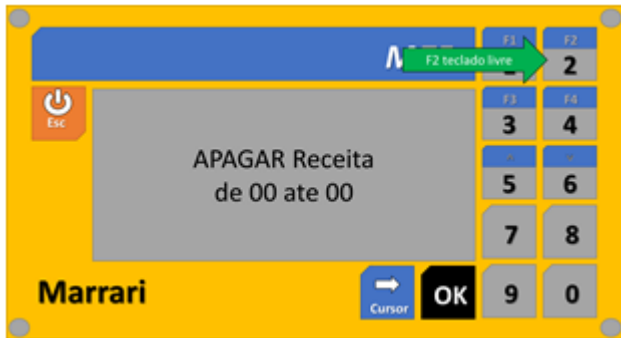 F2 teclado livre
F1
F2
2
Esc
F3
F4
3
4
APAGAR Receita
de 00 ate 00
5
6
7
8
Marrari
Cursor
OK
9
0